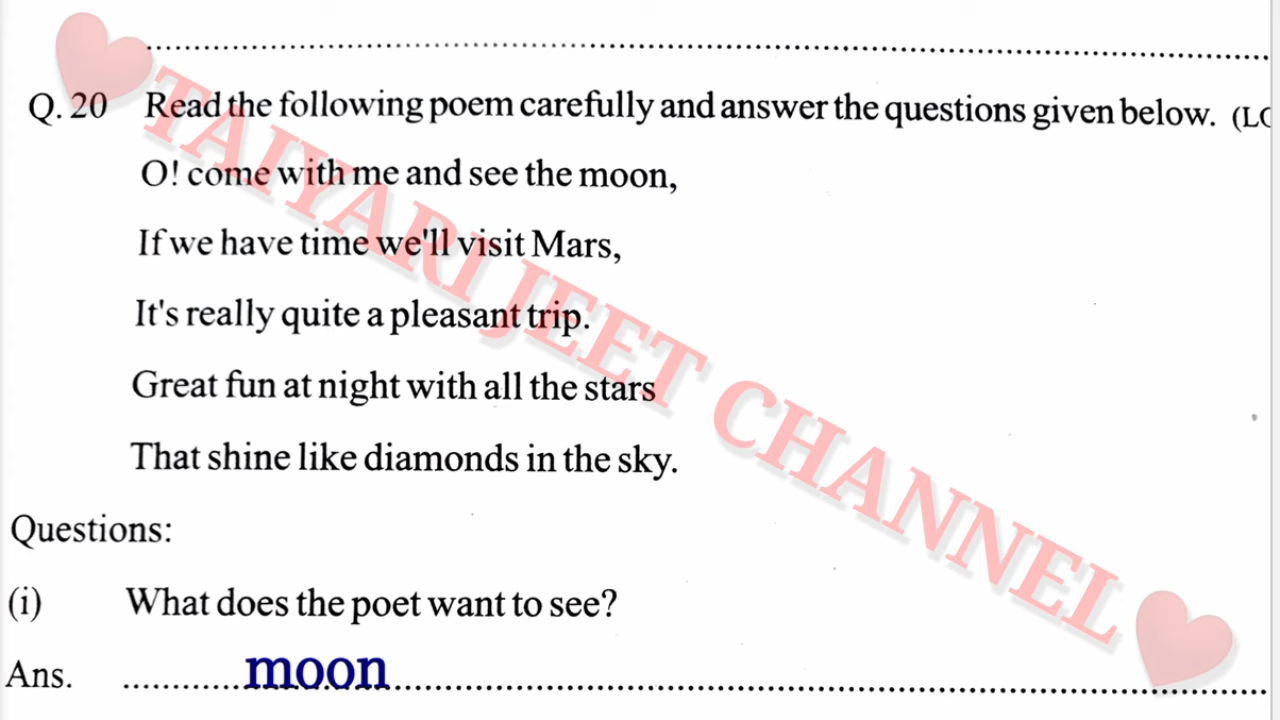 Q. 20 Read the following poem carefully and answer the questions given below. (LO
O! come with me and see the moon,
If we have time we'll visit Mars,
It's really quite a pleasant trip.
Great fun at night with all the stars
That shine like diamonds in the sky.
Questions:
(i) What does the poet want to see?
Ans. moon
TAIYARI JEET CHANNEL